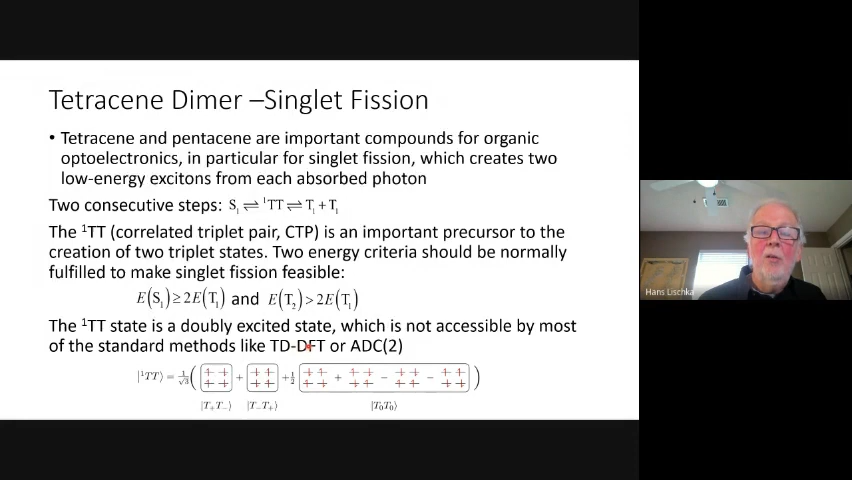 Tetracene Dimer –Singlet Fission
• Tetracene and pentacene are important compounds for organic
optoelectronics, in particular for singlet fission, which creates two
low-energy excitons from each absorbed photon
Two consecutive steps: S₁ ⇌ ¹TT ⇌ T₁ + T₁
The ¹TT (correlated triplet pair, CTP) is an important precursor to the
creation of two triplet states. Two energy criteria should be normally
fulfilled to make singlet fission feasible:
E(S₁) ≥ 2E(T₁) and E(T₂) > 2E(T₁)
The ¹TT state is a doubly excited state, which is not accessible by most
of the standard methods like TD-DFT or ADC(2)
|¹TT⟩ = 1/√3 ( + + 1/2 + − − )
|T₊T₋⟩ |T₋T₊⟩ |T₀T₀⟩
Hans Lischka